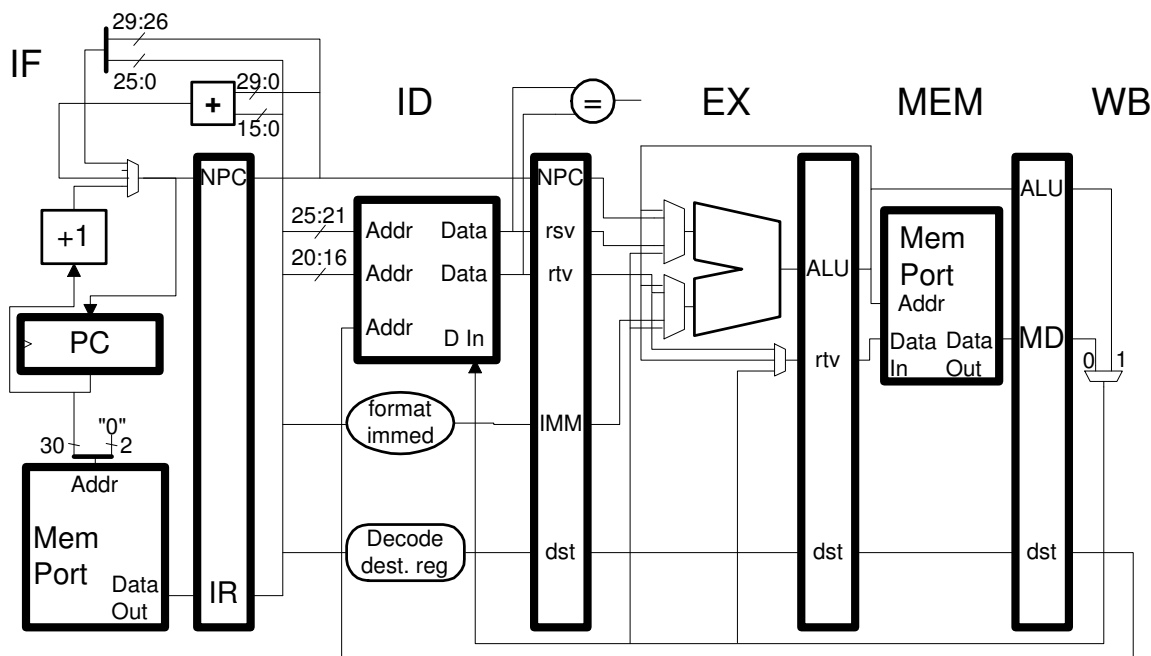 29:26
IF
25:0
29:0
+
15:0
ID
=
EX
MEM
WB
NPC
NPC
ALU
+1
25:21
Addr
Data
rsv
20:16
Addr
Data
rtv
ALU
Mem
Port
Addr
Addr
D In
PC
Data
In
Data
Out
MD
0
1
rtv
format
immed
IMM
"0"
30
2
Addr
Mem
Port
Data
Out
IR
Decode
dest. reg
dst
dst
dst